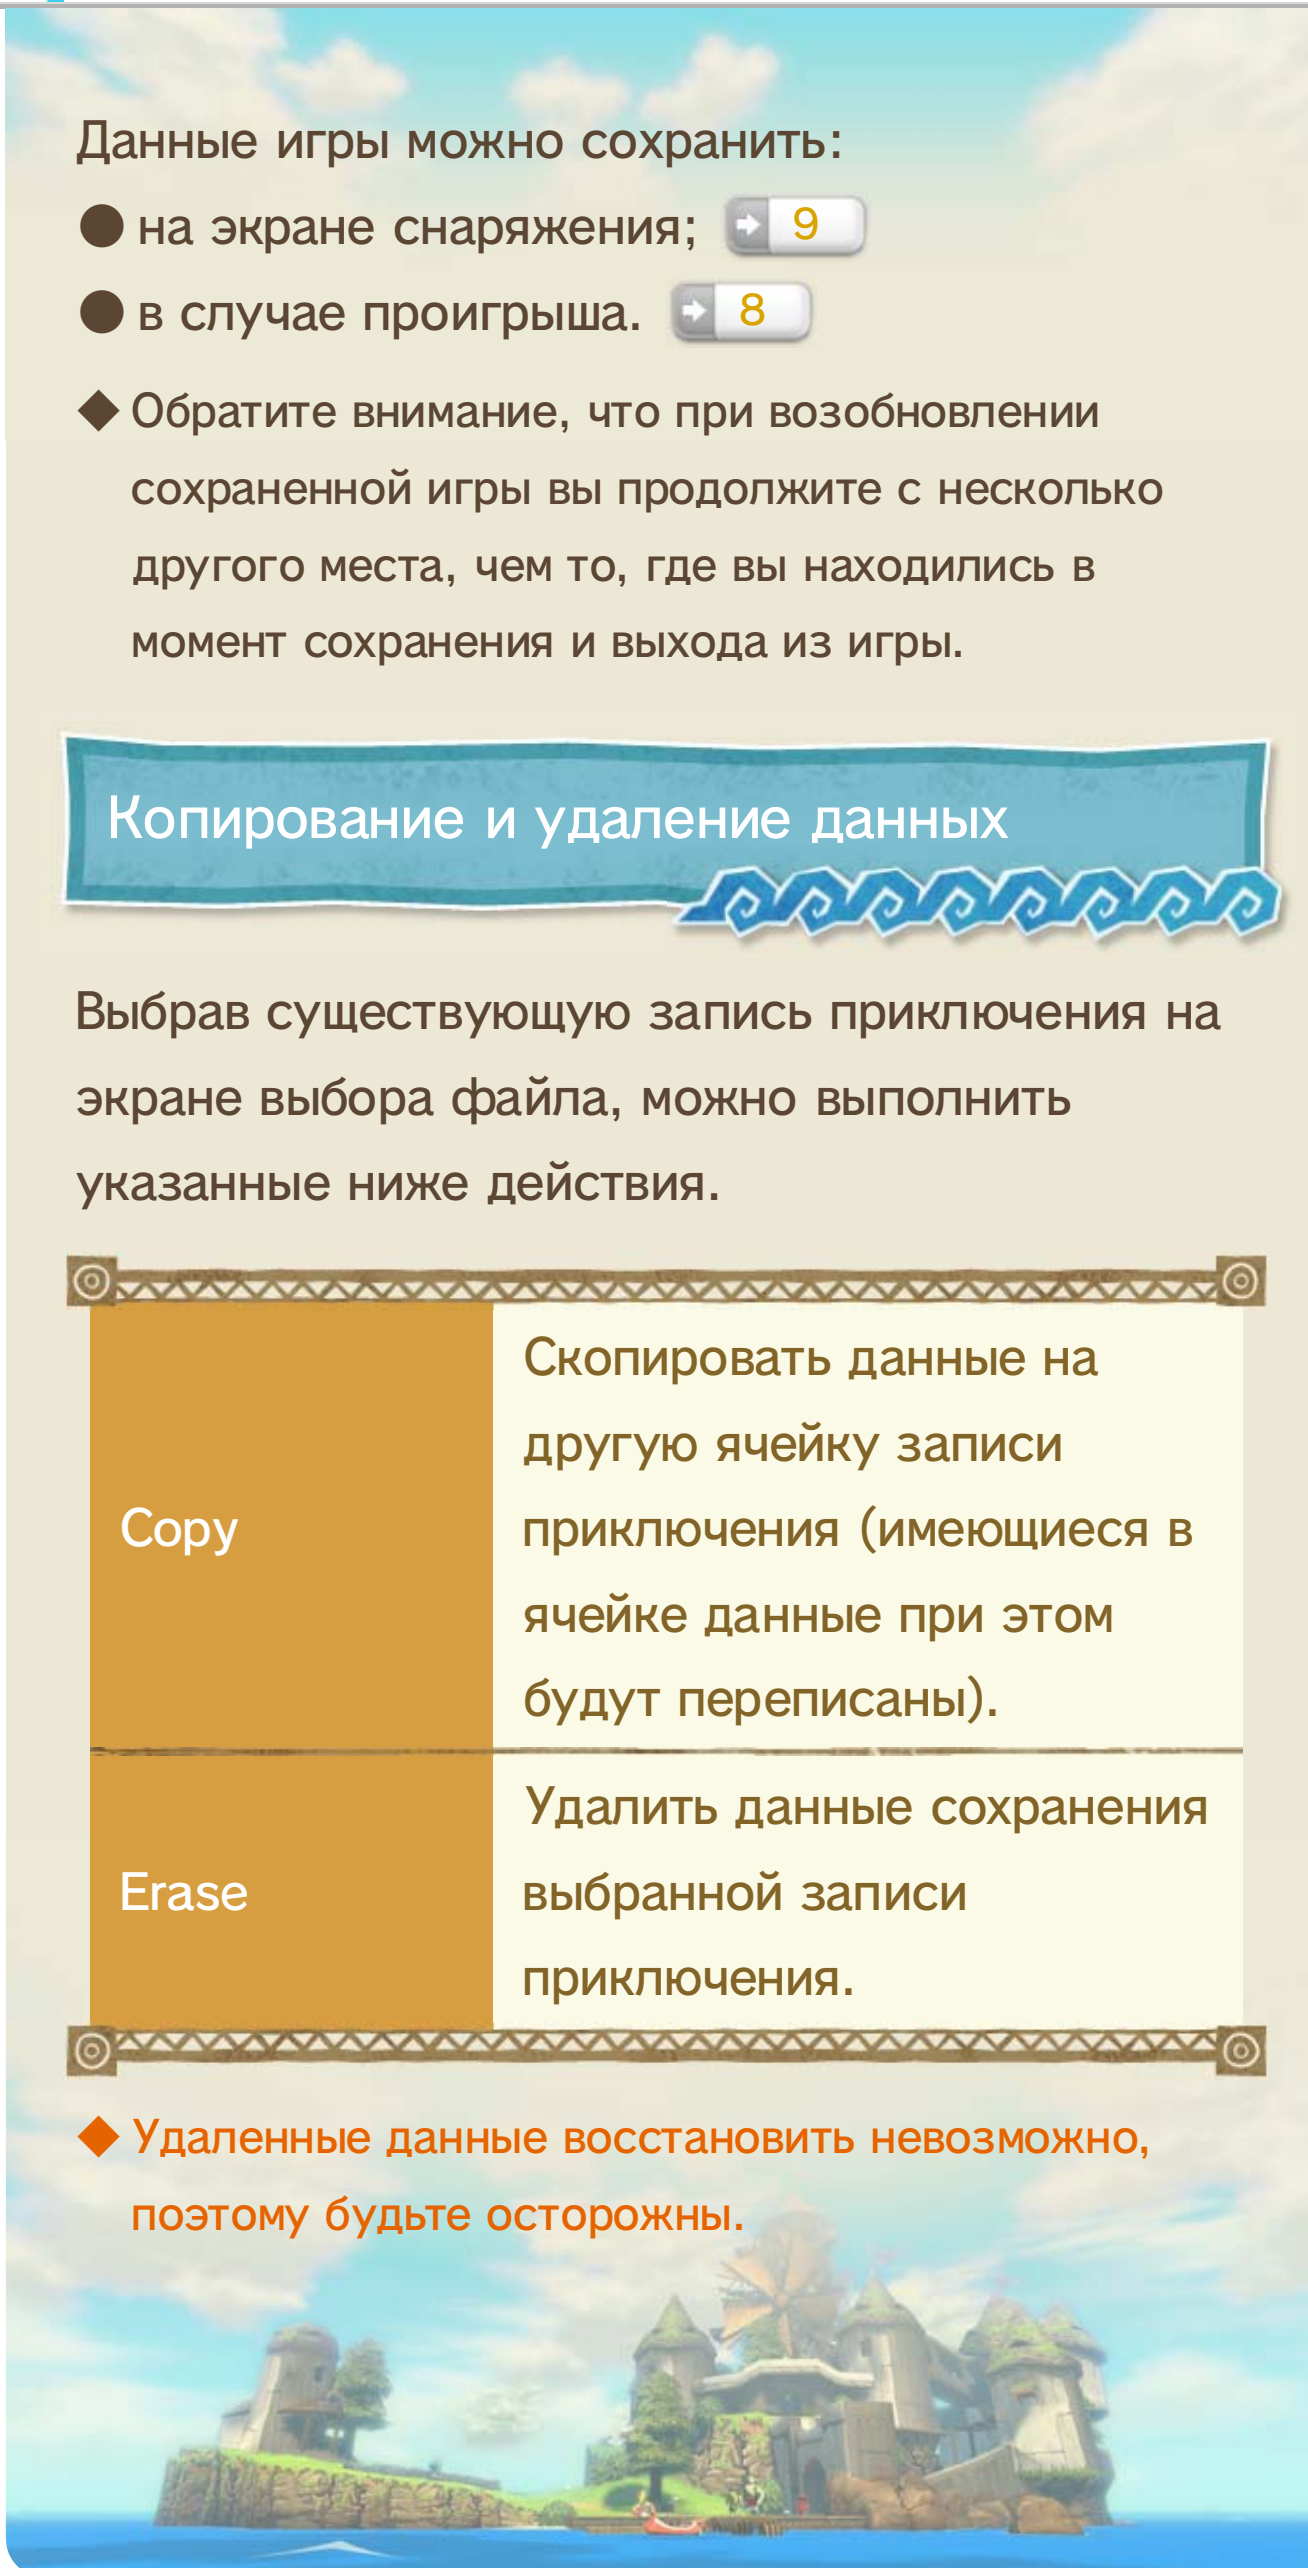 Данные игры можно сохранить:
● на экране снаряжения; 9
● в случае проигрыша. 8
◆ Обратите внимание, что при возобновлении
сохраненной игры вы продолжите с несколько
другого места, чем то, где вы находились в
момент сохранения и выхода из игры.
Копирование и удаление данных
Выбрав существующую запись приключения на
экране выбора файла, можно выполнить
указанные ниже действия.
Copy
Скопировать данные на
другую ячейку записи
приключения (имеющиеся в
ячейке данные при этом
будут переписаны).
Erase
Удалить данные сохранения
выбранной записи
приключения.
◆ Удаленные данные восстановить невозможно,
поэтому будьте осторожны.